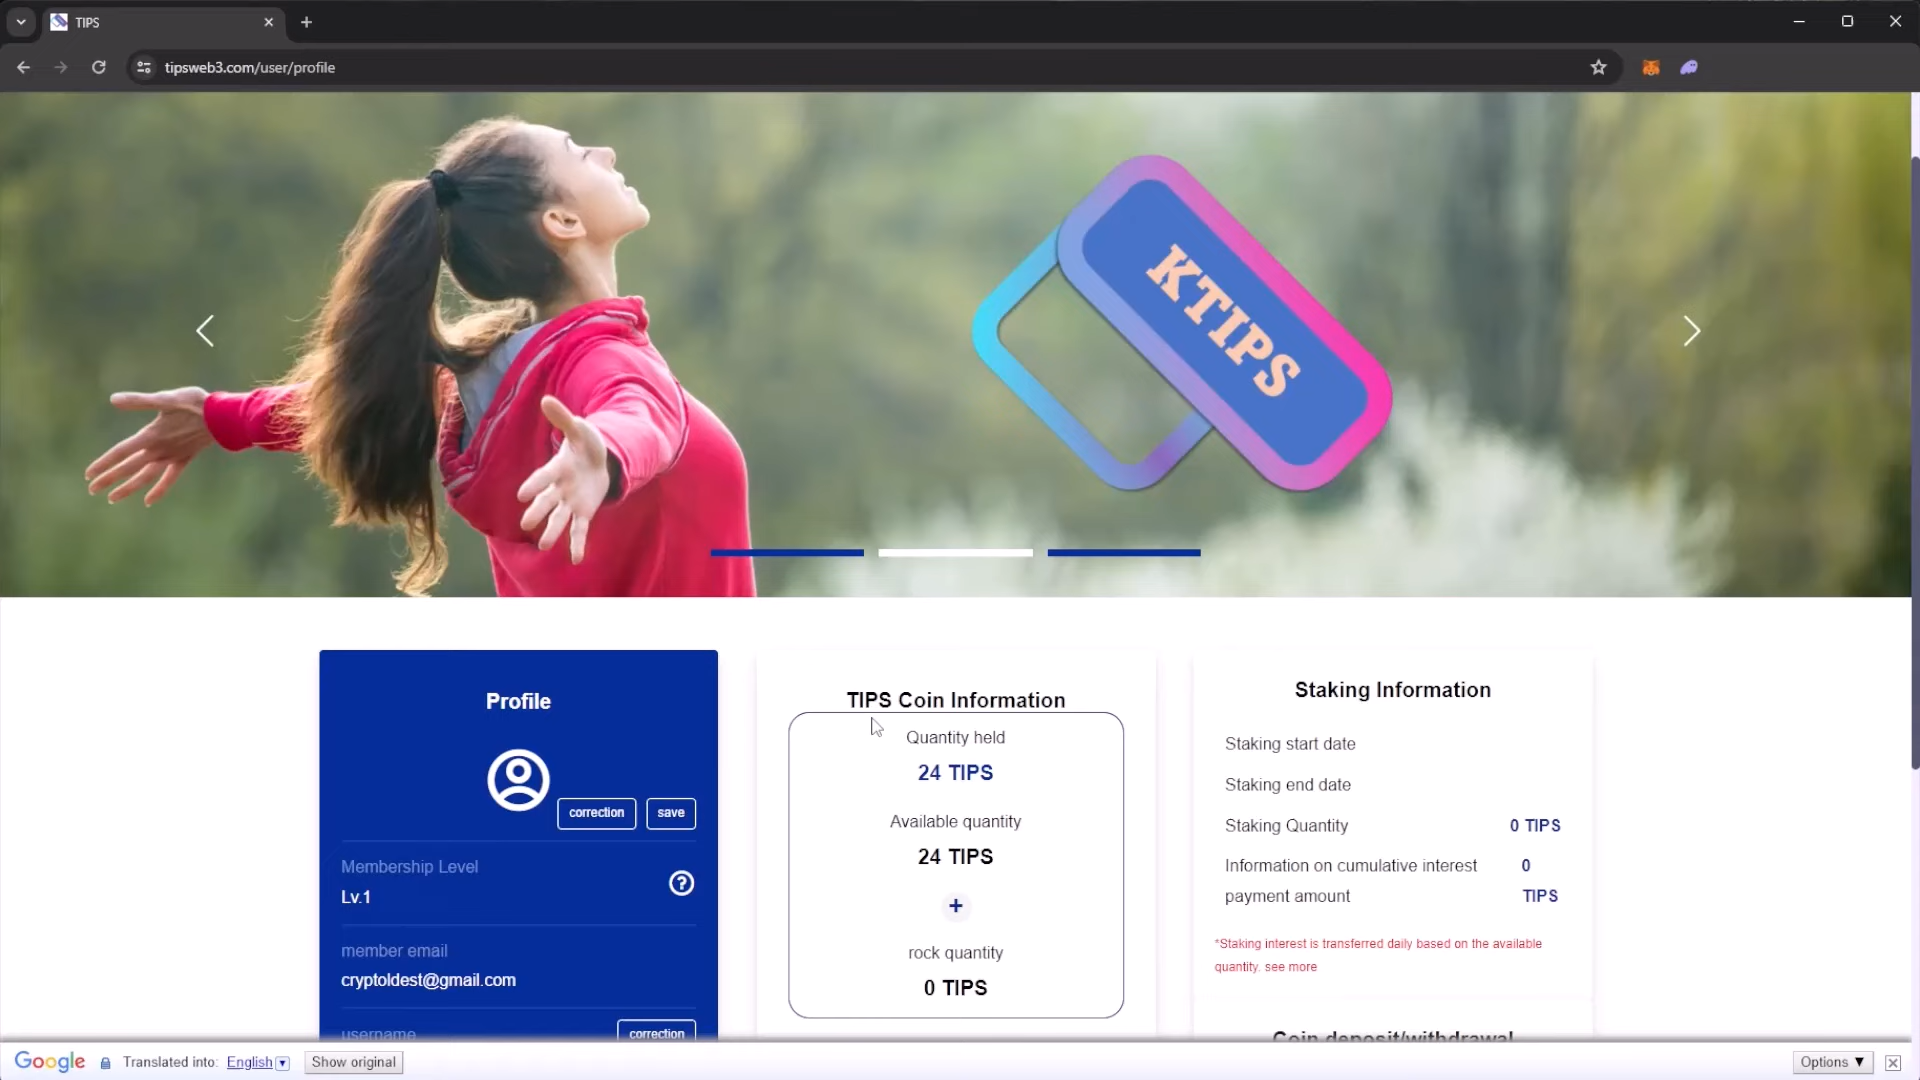 TIPS
tipsweb3.com/user/profile
KTIPS
Profile
correction
save
Membership Level
Lv.1
member email
cryptoldest@gmail.com
username
correction
TIPS Coin Information
Quantity held
24 TIPS
Available quantity
24 TIPS
+
rock quantity
0 TIPS
Staking Information
Staking start date
Staking end date
Staking Quantity 0 TIPS
Information on cumulative interest 0
payment amount TIPS
*Staking interest is transferred daily based on the available
quantity. see more
Coin deposit/withdrawal
Google Translated into: English Show original Options ▼